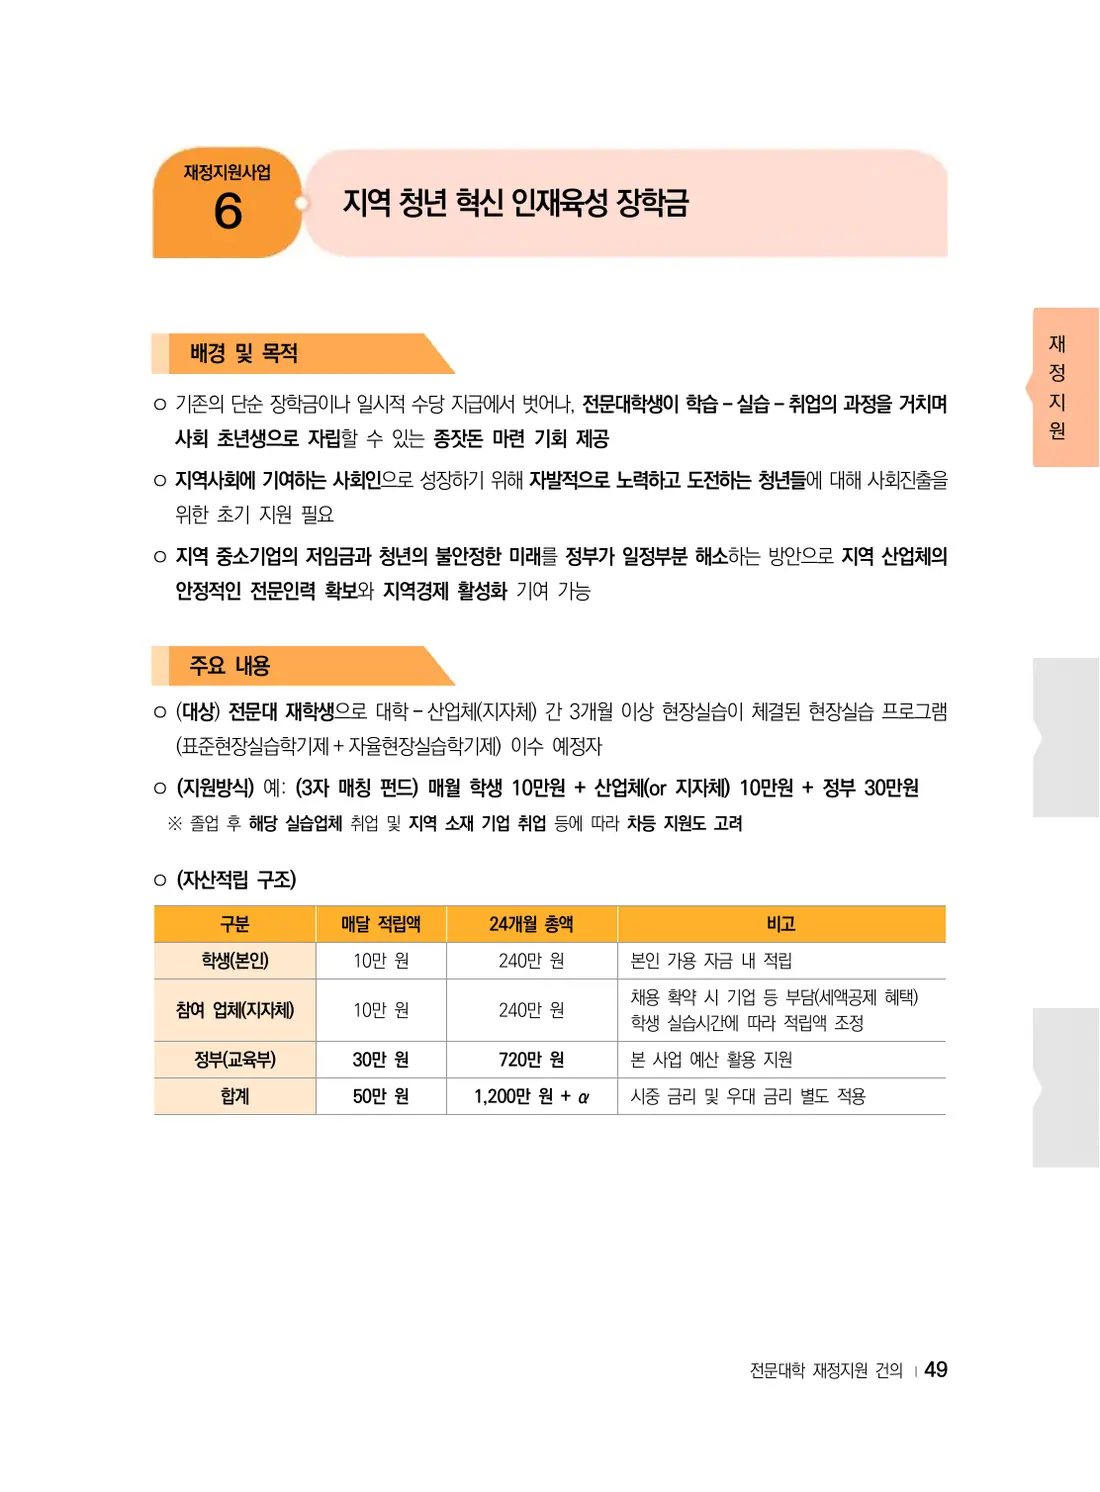 재정지원사업
6
지역 청년 혁신 인재육성 장학금
재
정
지
원
배경 및 목적
○ 기존의 단순 장학금이나 일시적 수당 지급에서 벗어나, 전문대학생이 학습 – 실습 – 취업의 과정을 거치며
사회 초년생으로 자립할 수 있는 종잣돈 마련 기회 제공
○ 지역사회에 기여하는 사회인으로 성장하기 위해 자발적으로 노력하고 도전하는 청년들에 대해 사회진출을
위한 초기 지원 필요
○ 지역 중소기업의 저임금과 청년의 불안정한 미래를 정부가 일정부분 해소하는 방안으로 지역 산업체의
안정적인 전문인력 확보와 지역경제 활성화 기여 가능
주요 내용
○ (대상) 전문대 재학생으로 대학 – 산업체(지자체) 간 3개월 이상 현장실습이 체결된 현장실습 프로그램
(표준현장실습학기제 + 자율현장실습학기제) 이수 예정자
○ (지원방식) 예: (3자 매칭 펀드) 매월 학생 10만원 + 산업체(or 지자체) 10만원 + 정부 30만원
※ 졸업 후 해당 실습업체 취업 및 지역 소재 기업 취업 등에 따라 차등 지원도 고려
○ (자산적립 구조)
구분 매달 적립액 24개월 총액 비고
학생(본인) 10만 원 240만 원 본인 가용 자금 내 적립
참여 업체(지자체) 10만 원 240만 원 채용 확약 시 기업 등 부담(세액공제 혜택)
학생 실습시간에 따라 적립액 조정
정부(교육부) 30만 원 720만 원 본 사업 예산 활용 지원
합계 50만 원 1,200만 원 + α 시중 금리 및 우대 금리 별도 적용
전문대학 재정지원 건의 | 49